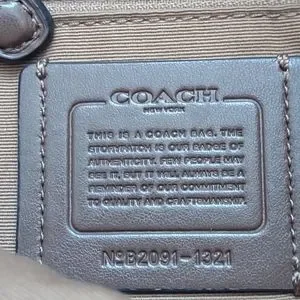 COACH
NEW YORK
THIS IS A COACH BAG. THE
STORYPATCH IS OUR BADGE OF
AUTHENTICITY. FEW PEOPLE MAY
SEE IT, BUT IT WILL ALWAYS BE A
REMINDER OF OUR COMMITMENT
TO QUALITY AND CRAFTSMANSHIP.
NoB2091-1321